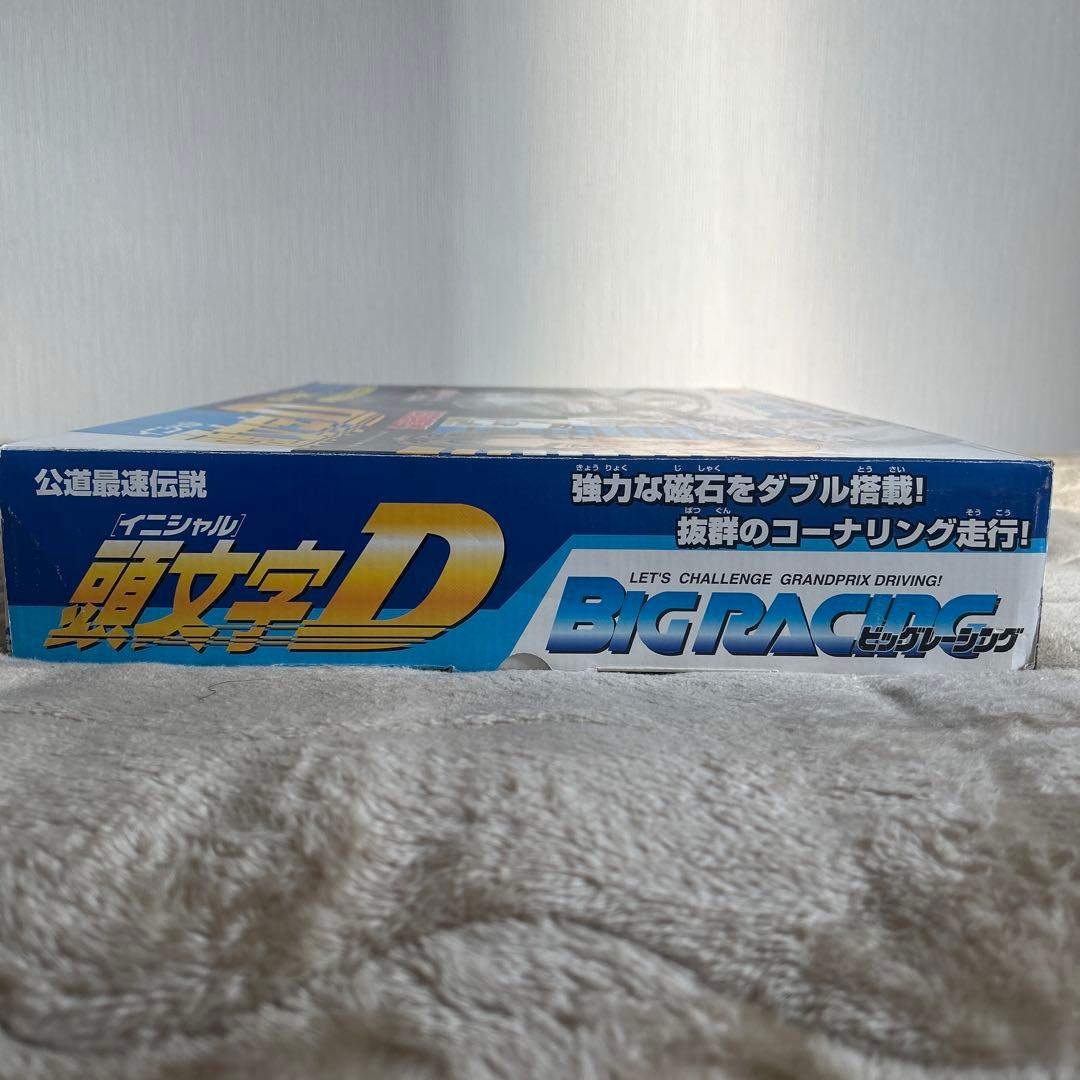 公道最速伝説
[イニシャル]
頭文字D
きょう りょく じ しゃく とう さい
強力な磁石をダブル搭載!
ばつ ぐん そう こう
抜群のコーナリング走行!
LET'S CHALLENGE GRANDPRIX DRIVING!
BIG RACING
ビッグレーシング